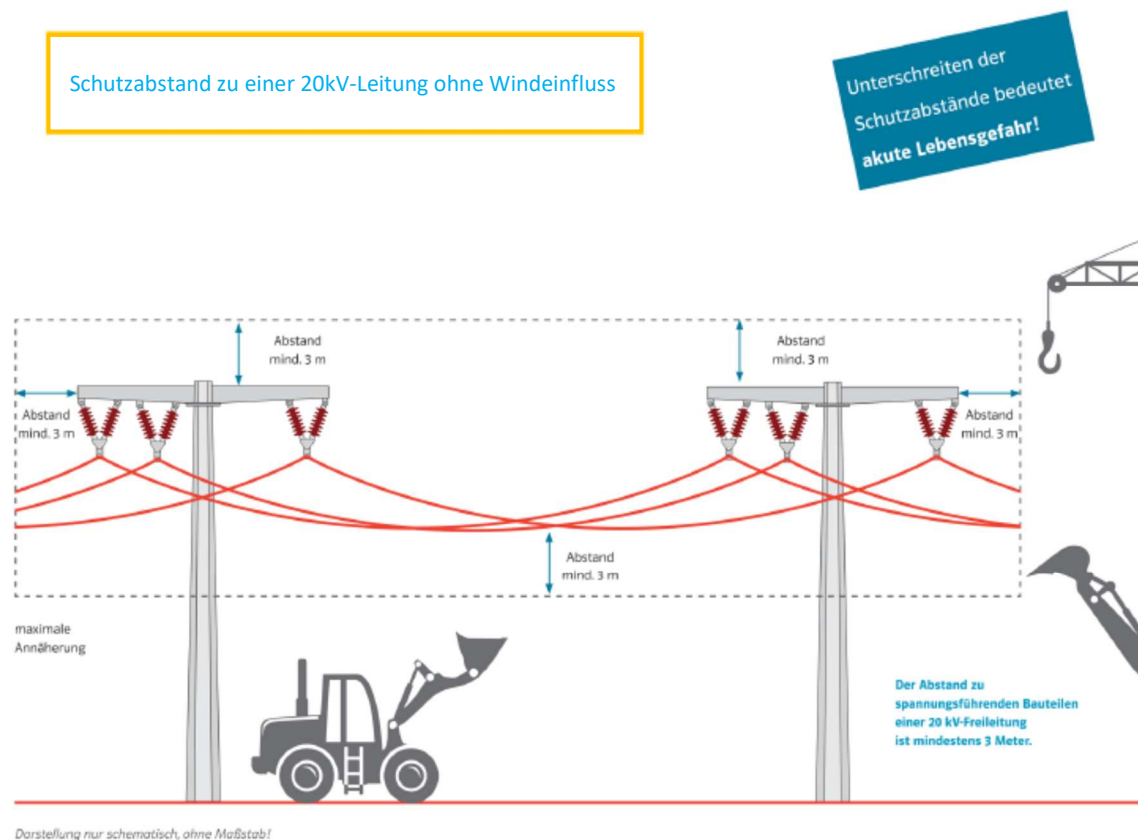 Schutzabstand zu einer 20kV-Leitung ohne Windeinfluss
Unterschreiten der
Schutzabstände bedeutet
akute Lebensgefahr!
Abstand
mind. 3 m
Abstand
mind. 3 m
Abstand
mind. 3 m
Abstand
mind. 3 m
Abstand
mind. 3 m
maximale
Annäherung
Der Abstand zu
spannungsführenden Bauteilen
einer 20 kV-Freileitung
ist mindestens 3 Meter.
Darstellung nur schematisch, ohne Maßstab!